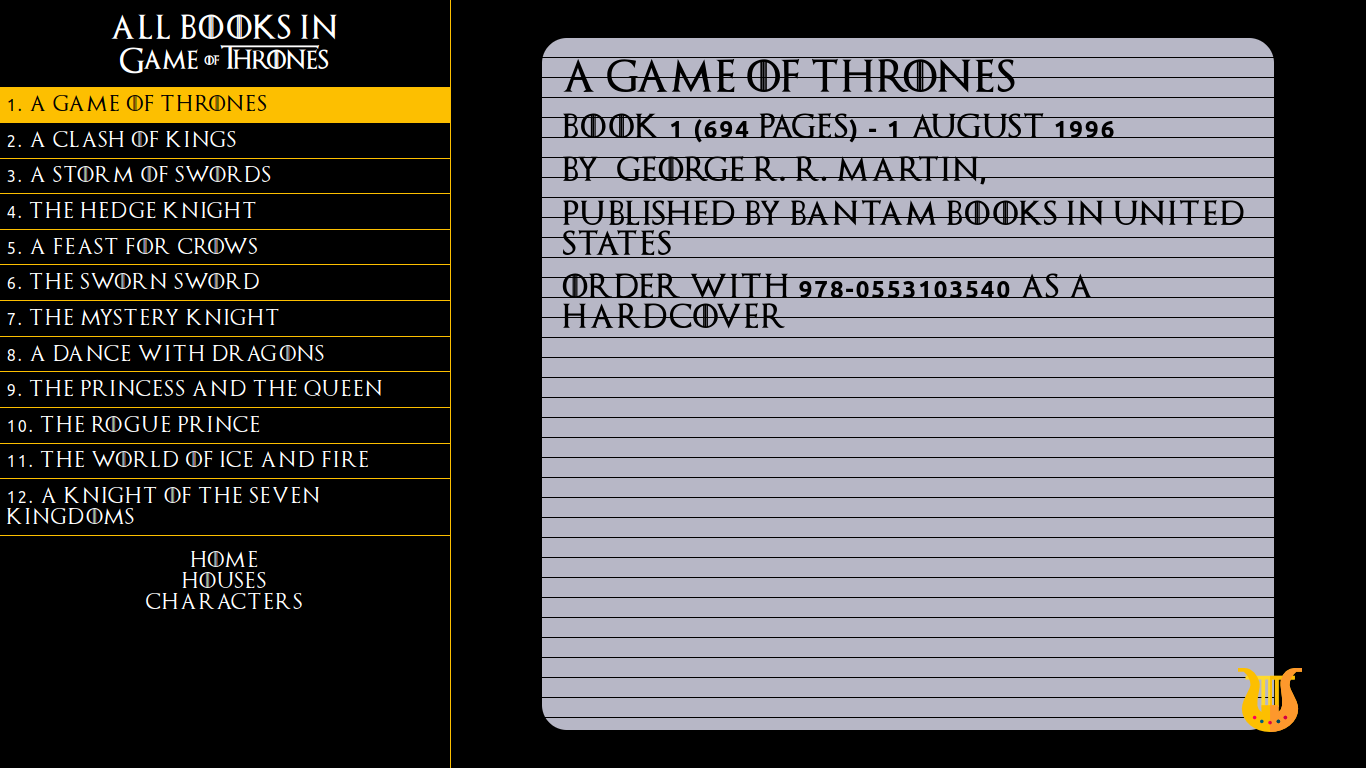 ALL BOOKS IN
GAME OF THRONES
1. A GAME OF THRONES
2. A CLASH OF KINGS
3. A STORM OF SWORDS
4. THE HEDGE KNIGHT
5. A FEAST FOR CROWS
6. THE SWORN SWORD
7. THE MYSTERY KNIGHT
8. A DANCE WITH DRAGONS
9. THE PRINCESS AND THE QUEEN
10. THE ROGUE PRINCE
11. THE WORLD OF ICE AND FIRE
12. A KNIGHT OF THE SEVEN
KINGDOMS
HOME
HOUSES
CHARACTERS
A GAME OF THRONES
BOOK 1 (694 PAGES) - 1 AUGUST 1996
BY GEORGE R. R. MARTIN,
PUBLISHED BY BANTAM BOOKS IN UNITED
STATES
ORDER WITH 978-0553103540 AS A
HARDCOVER